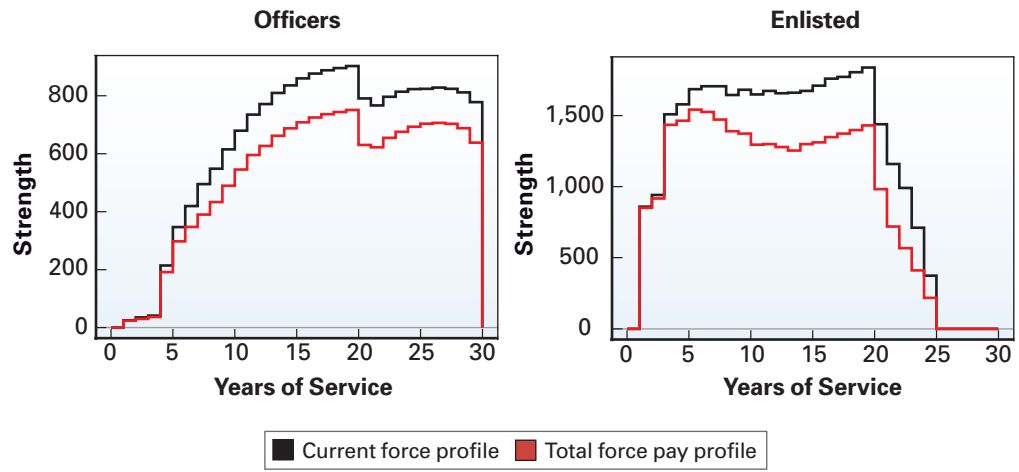 Officers
Strength
800
600
400
200
0
0 5 10 15 20 25 30
Years of Service
Enlisted
Strength
1,500
1,000
500
0
0 5 10 15 20 25 30
Years of Service
Current force profile Total force pay profile